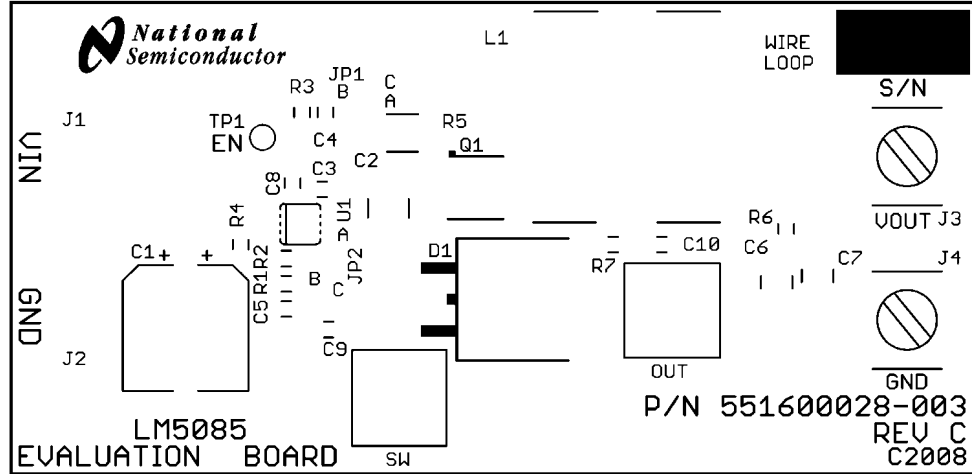 National
Semiconductor
L1
WIRE
LOOP
S/N
JP1
R3
B
C
A
J1
TP1
EN
C4
R5
Q1
VIN
C2
C3
C8
U1
A
R4
R6
VOUT J3
C1 + +
R2
R1
C5
B
C
JP2
D1
R7
C10
C6
C7
J4
GND
J2
C9
OUT
GND
P/N 551600028-003
REV C
C2008
LM5085
EVALUATION BOARD
SW